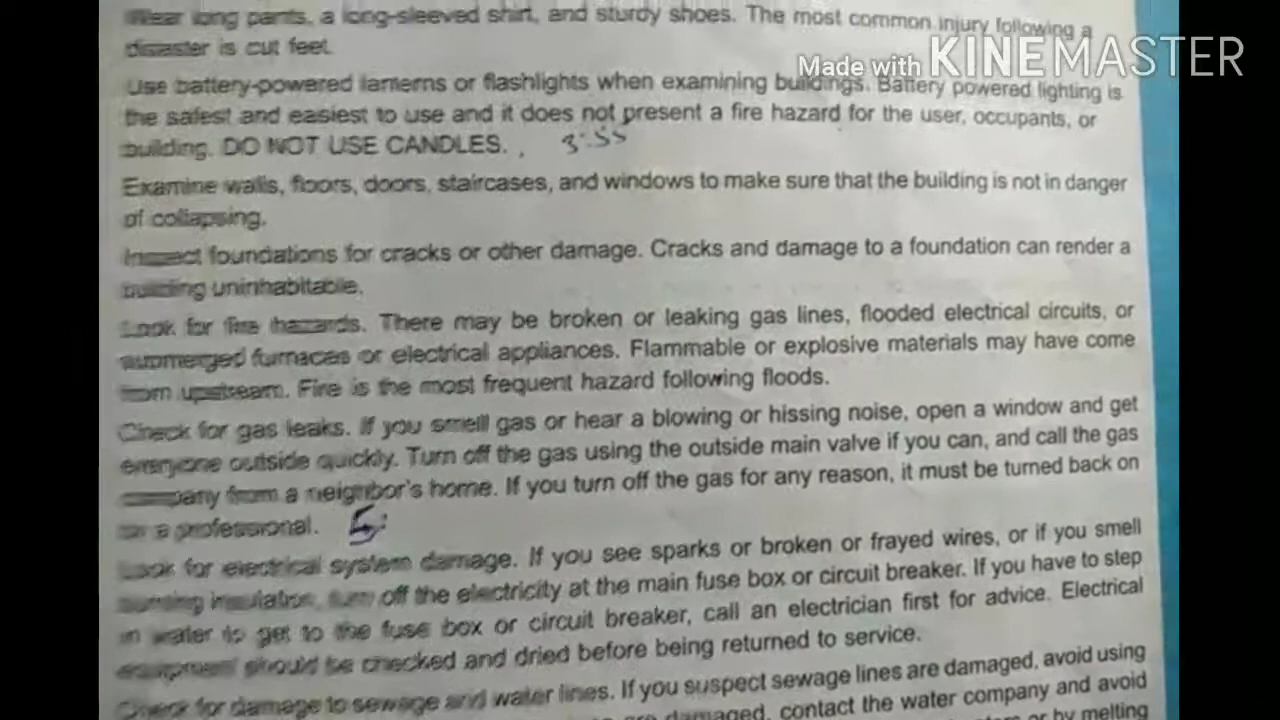 Wear long pants, a long-sleeved shirt, and sturdy shoes. The most common injury following a
disaster is cut feet.
Made with KINEMASTER
Use battery-powered lanterns or flashlights when examining buildings. Battery powered lighting is
the safest and easiest to use and it does not present a fire hazard for the user, occupants, or
building. DO NOT USE CANDLES. , 3:55
Examine walls, floors, doors, staircases, and windows to make sure that the building is not in danger
of collapsing.
Inspect foundations for cracks or other damage. Cracks and damage to a foundation can render a
building uninhabitable.
Look for fire hazards. There may be broken or leaking gas lines, flooded electrical circuits, or
submerged furnaces or electrical appliances. Flammable or explosive materials may have come
from upstream. Fire is the most frequent hazard following floods.
Check for gas leaks. If you smell gas or hear a blowing or hissing noise, open a window and get
everyone outside quickly. Turn off the gas using the outside main valve if you can, and call the gas
company from a neighbor's home. If you turn off the gas for any reason, it must be turned back on
a professional. 5:
Look for electrical system damage. If you see sparks or broken or frayed wires, or if you smell
burning insulation, turn off the electricity at the main fuse box or circuit breaker. If you have to step
in water to get to the fuse box or circuit breaker, call an electrician first for advice. Electrical
equipment should be checked and dried before being returned to service.
Check for damage to sewage and water lines. If you suspect sewage lines are damaged, avoid using
are damaged, contact the water company and avoid
or by melting